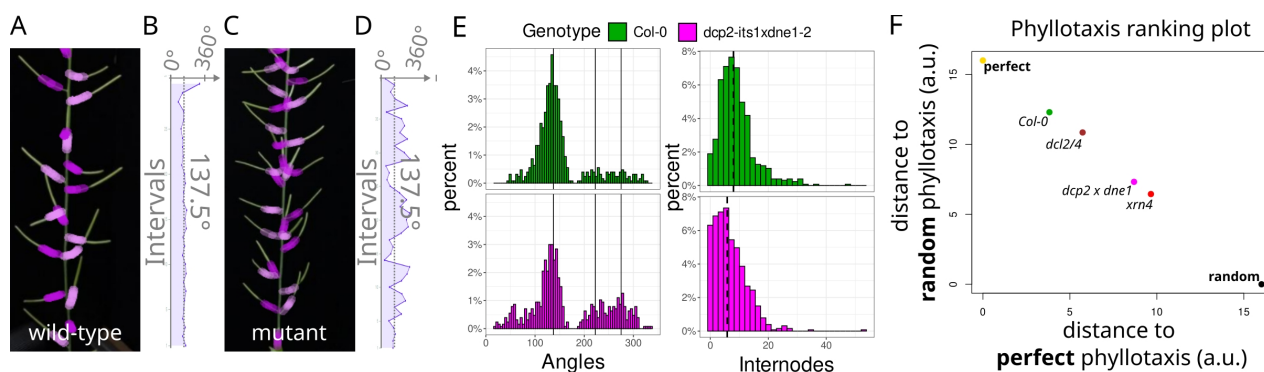 A
B
C
D
E
F
0°
360°
0°
360°
Intervals
137.5°
Intervals
137.5°
wild-type
mutant
Genotype
Col-0
dcp2-its1xdne1-2
percent
4%
3%
2%
1%
0%
4%
3%
2%
1%
0%
0
100
200
300
Angles
percent
8%
6%
4%
2%
0%
8%
6%
4%
2%
0%
0
40
Internodes
Phyllotaxis ranking plot
distance to
random phyllotaxis (a.u.)
15
10
5
0
perfect
Col-0
dcl2/4
dcp2 x dne1
xrn4
random
0
5
10
15
distance to
perfect phyllotaxis (a.u.)